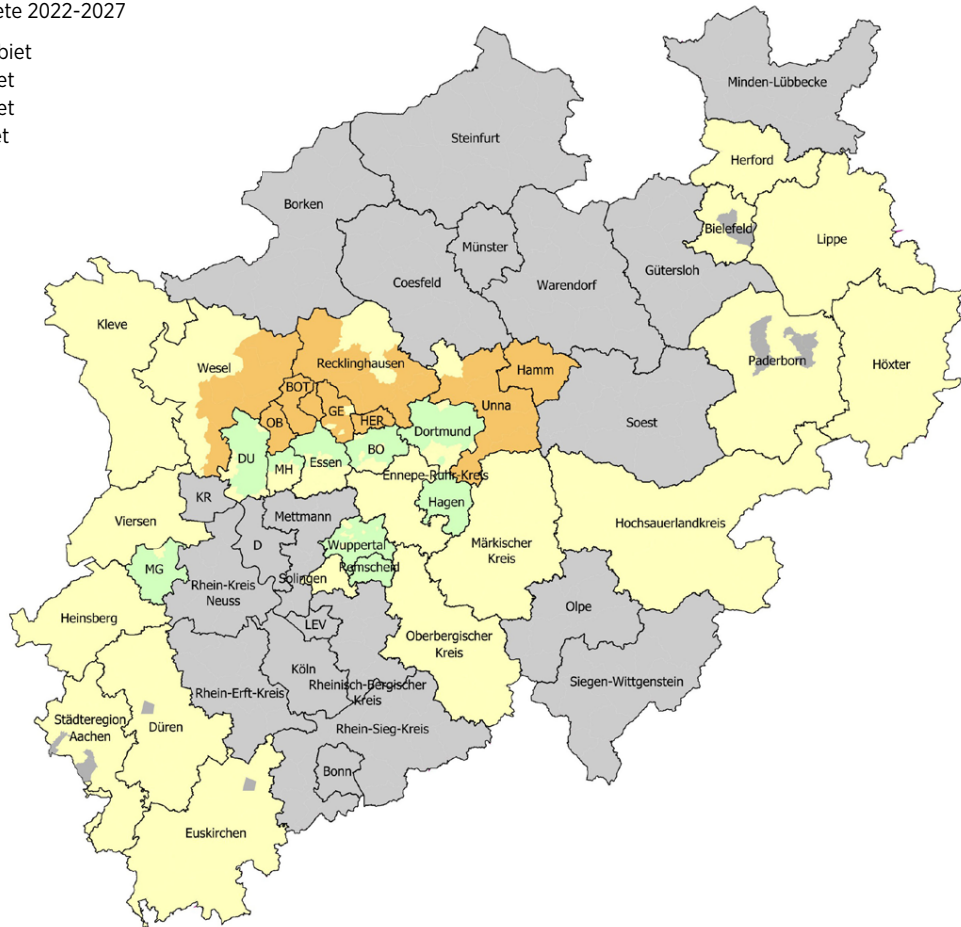 ete 2022-2027
biet
et
et
et
Minden-Lübbecke
Steinfurt
Herford
Borken
Bielefeld
Lippe
Münster
Gütersloh
Coesfeld
Warendorf
Kleve
Paderborn
Höxter
Wesel
Recklinghausen
Hamm
BOT
Unna
GE
OB
HER
Soest
Dortmund
DU
BO
Essen
MH
Ennepe-Ruhr-Kreis
KR
Hagen
Mettmann
Viersen
Hochsauerlandkreis
D
Wuppertal
Märkischer
Kreis
MG
Remscheid
Solingen
Rhein-Kreis
Neuss
Olpe
Heinsberg
LEV
Oberbergischer
Kreis
Köln
Rheinisch-Bergischer
Kreis
Siegen-Wittgenstein
Rhein-Erft-Kreis
Städteregion
Aachen
Düren
Rhein-Sieg-Kreis
Bonn
Euskirchen